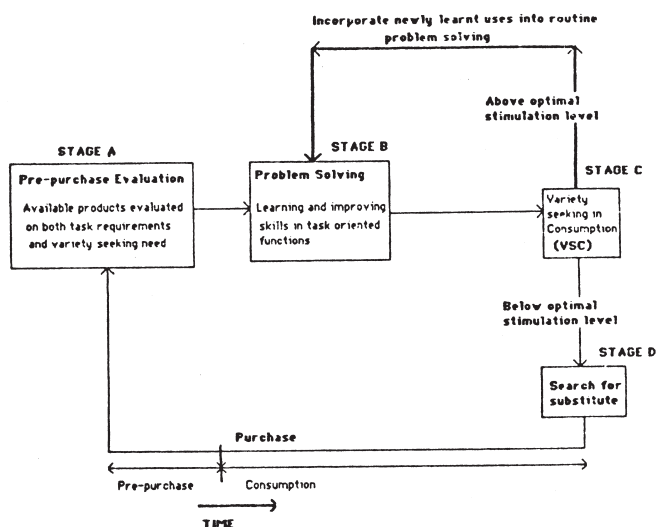 Incorporate newly learnt uses into routine
problem solving
Above optimal
stimulation level
STAGE A
STAGE B
STAGE C
Pre-purchase Evaluation
Available products evaluated
on both task requirements
and variety seeking need
Problem Solving
Learning and improving
skills in task oriented
functions
Variety
seeking in
Consumption
(VSC)
Below optimal
stimulation level
STAGE D
Search for
substitute
Purchase
Pre-purchase
Consumption
TIME